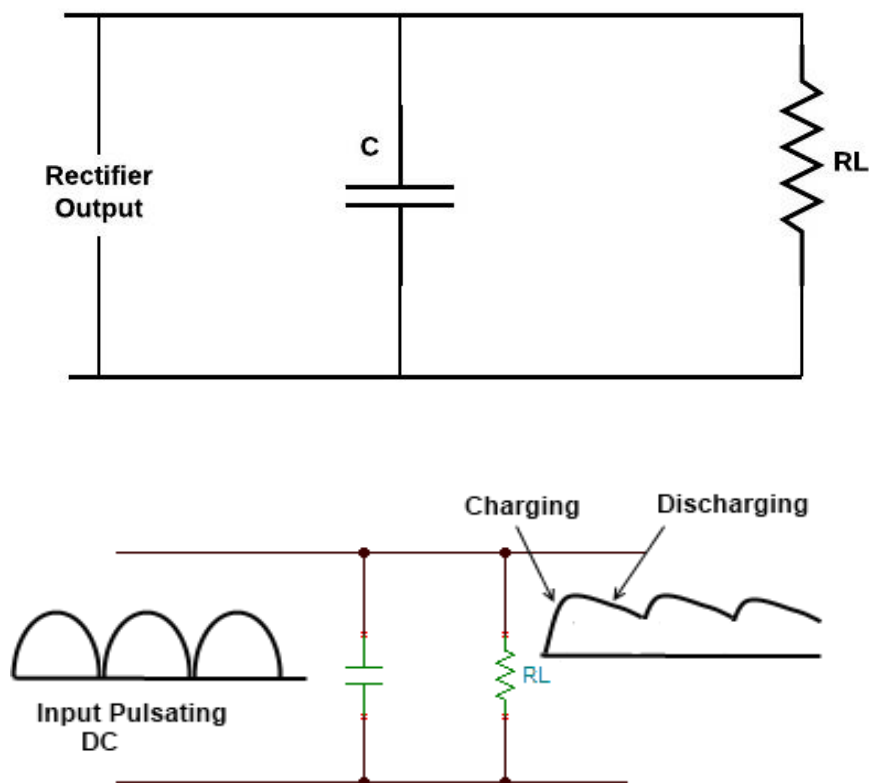 C
RL
Rectifier
Output
Charging
Discharging
RL
Input Pulsating
DC